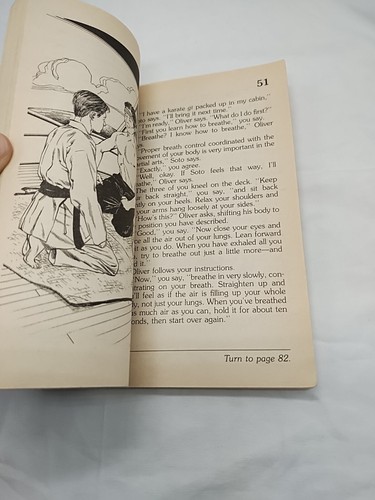 51
"I have a karate gi packed up in my cabin,"
Soto says. "I'll bring it next time."
"I'm ready," Oliver says. "What do I do first?"
"First you learn how to breathe," you say.
"Breathe? I know how to breathe," Oliver
says.
"Proper breath control coordinated with the
movement of your body is very important in the
martial arts," Soto says.
"Exactly," you agree.
"Well, okay. If Soto feels that way, I'll
breathe," Oliver says.
The three of you kneel on the deck. "Keep
your back straight," you say, "and sit back
on your heels. Relax your shoulders and
your arms hang loosely at your sides."
"How's this?" Oliver asks, shifting his body to
position you have described.
"Good," you say. "Now close your eyes and
all the air out of your lungs. Lean forward
bit as you do. When you have exhaled all you
try to breathe out just a little more—and
it."
Oliver follows your instructions.
"Now," you say, "breathe in very slowly, con-
centrating on your breath. Straighten up and
you'll feel as if the air is filling up your whole
body, not just your lungs. When you've breathed
as much air as you can, hold it for about ten
seconds, then start over again."
Turn to page 82.